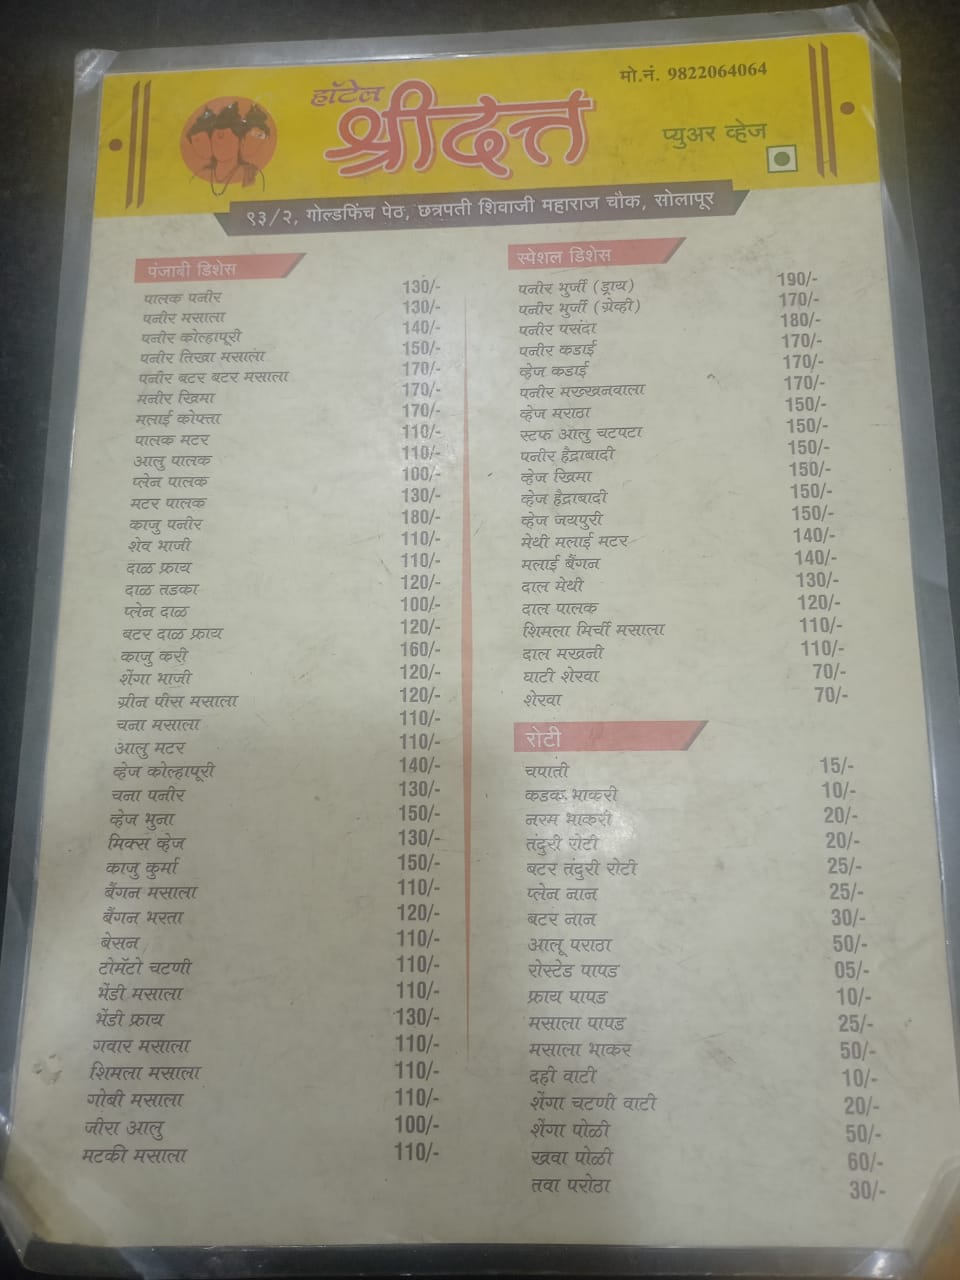 हॉटेल
श्रीदत्त
मो.नं. 9822064064
प्युअर व्हेज
९३/२, गोल्डफिंच पेठ, छत्रपती शिवाजी महाराज चौक, सोलापूर
पंजाबी डिशेस
पालक पनीर 130/-
पनीर मसाला 130/-
पनीर कोल्हापूरी 140/-
पनीर तिखा मसाला 150/-
पनीर बटर बटर मसाला 170/-
मनीर खिमा 170/-
मलाई कोफ्ता 170/-
पालक मटर 110/-
आलु पालक 110/-
प्लेन पालक 100/-
मटर पालक 130/-
काजु पनीर 180/-
शेव भाजी 110/-
दाळ फ्राय 110/-
दाळ तडका 120/-
प्लेन दाळ 100/-
बटर दाळ फ्राय 120/-
काजु करी 160/-
शेंगा भाजी 120/-
ग्रीन पीस मसाला 120/-
चना मसाला 110/-
आलु मटर 110/-
व्हेज कोल्हापूरी 140/-
चना पनीर 130/-
व्हेज भुना 150/-
मिक्स व्हेज 130/-
काजु कुर्मा 150/-
बैंगन मसाला 110/-
बैंगन भरता 120/-
बेसन 110/-
टोमॅटो चटणी 110/-
भेंडी मसाला 110/-
भेंडी फ्राय 130/-
गवार मसाला 110/-
शिमला मसाला 110/-
गोबी मसाला 110/-
जीरा आलु 100/-
मटकी मसाला 110/-
स्पेशल डिशेस
पनीर भुर्जी (ड्राय) 190/-
पनीर भुर्जी (ग्रेव्ही) 170/-
पनीर पसंदा 180/-
पनीर कडाई 170/-
व्हेज कडाई 170/-
पनीर मख्खनवाला 170/-
व्हेज मराठा 150/-
स्टफ आलु चटपटा 150/-
पनीर हैद्राबादी 150/-
व्हेज खिमा 150/-
व्हेज हैद्राबादी 150/-
व्हेज जयपुरी 150/-
मेथी मलाई मटर 140/-
मलाई बैंगन 140/-
दाल मेथी 130/-
दाल पालक 120/-
शिमला मिर्ची मसाला 110/-
दाल मखनी 110/-
घाटी शेरवा 70/-
शेरवा 70/-
रोटी
चपाती 15/-
कडक भाकरी 10/-
नरम भाकरी 20/-
तंदुरी रोटी 20/-
बटर तंदुरी रोटी 25/-
प्लेन नान 25/-
बटर नान 30/-
आलू पराठा 50/-
रोस्टेड पापड 05/-
फ्राय पापड 10/-
मसाला पापड 25/-
मसाला भाकर 50/-
दही वाटी 10/-
शेंगा चटणी वाटी 20/-
शेंगा पोळी 50/-
खवा पोळी 60/-
तवा परोठा 30/-